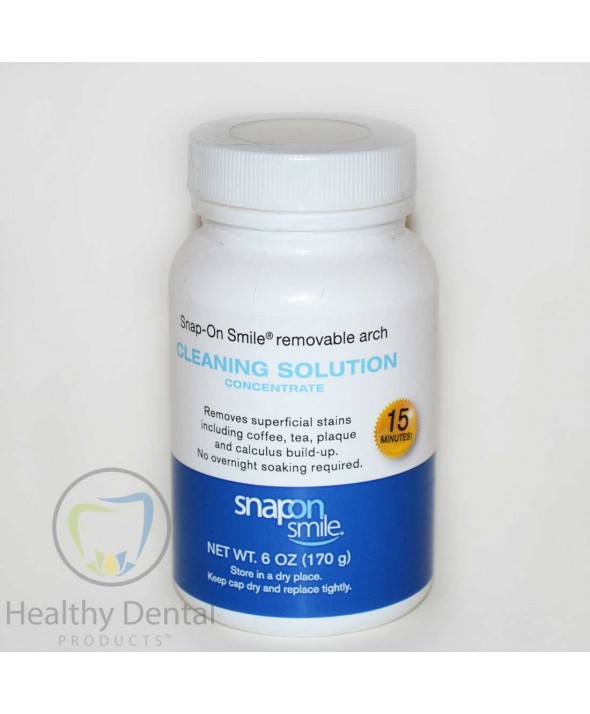 Snap-On Smile® removable arch
CLEANING SOLUTION
CONCENTRATE
Removes superficial stains
including coffee, tea, plaque
and calculus build-up.
No overnight soaking required.
15
MINUTES!
snapon
smile®
NET WT. 6 OZ (170 g)
Store in a dry place.
Keep cap dry and replace tightly.
Healthy Dental
PRODUCTS™